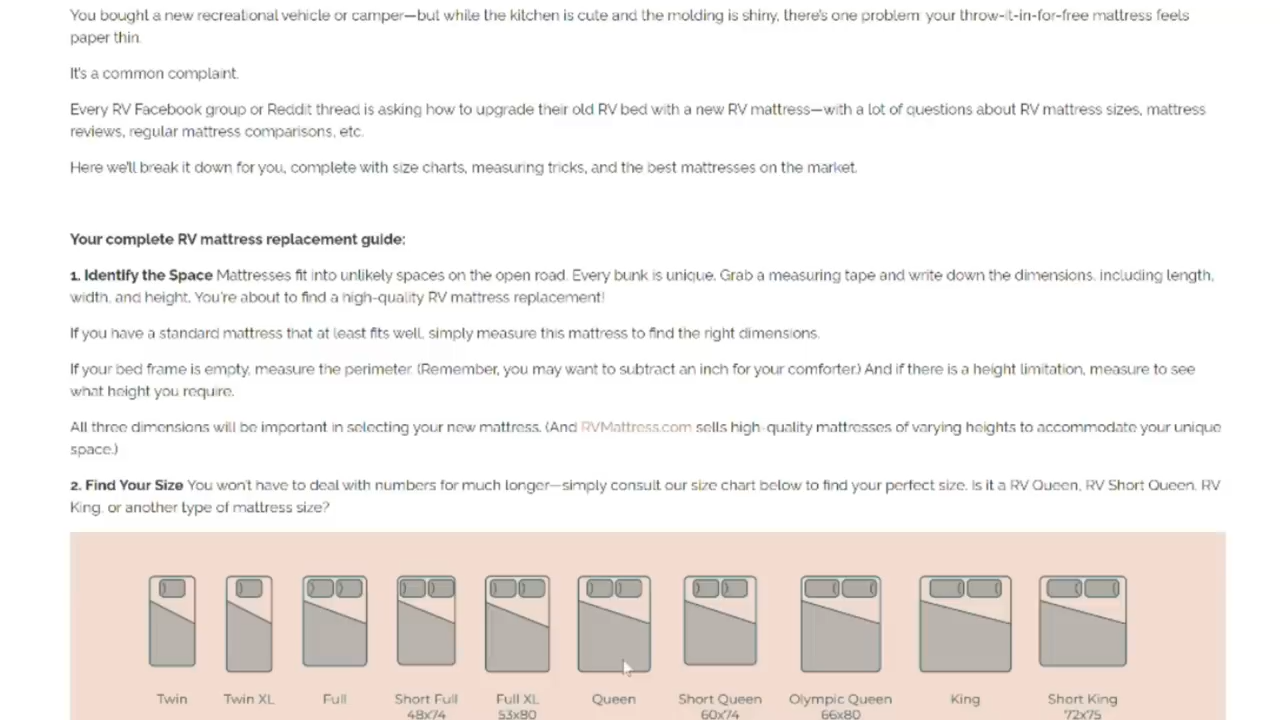 You bought a new recreational vehicle or camper—but while the kitchen is cute and the molding is shiny, there's one problem: your throw-it-in-for-free mattress feels
paper thin.
It's a common complaint.
Every RV Facebook group or Reddit thread is asking how to upgrade their old RV bed with a new RV mattress—with a lot of questions about RV mattress sizes, mattress
reviews, regular mattress comparisons, etc.
Here we'll break it down for you, complete with size charts, measuring tricks, and the best mattresses on the market.
Your complete RV mattress replacement guide:
1. Identify the Space Mattresses fit into unlikely spaces on the open road. Every bunk is unique. Grab a measuring tape and write down the dimensions, including length,
width, and height. You're about to find a high-quality RV mattress replacement!
If you have a standard mattress that at least fits well, simply measure this mattress to find the right dimensions.
If your bed frame is empty, measure the perimeter. (Remember, you may want to subtract an inch for your comforter.) And if there is a height limitation, measure to see
what height you require.
All three dimensions will be important in selecting your new mattress. (And RVMattress.com sells high-quality mattresses of varying heights to accommodate your unique
space.)
2. Find Your Size You won't have to deal with numbers for much longer—simply consult our size chart below to find your perfect size. Is it a RV Queen, RV Short Queen, RV
King, or another type of mattress size?
Twin Twin XL Full Short Full Full XL Queen Short Queen Olympic Queen King Short King
48x74 53x80 60x74 66x80 72x75